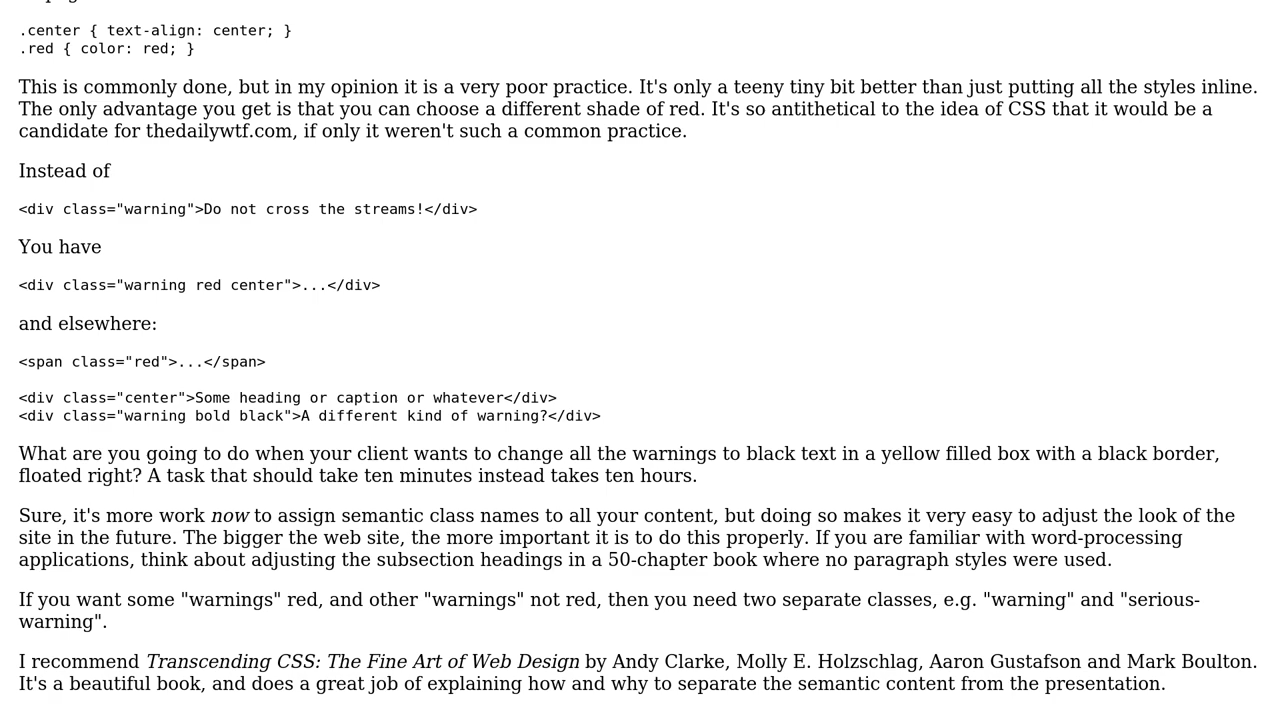 .center { text-align: center; }
.red { color: red; }
This is commonly done, but in my opinion it is a very poor practice. It's only a teeny tiny bit better than just putting all the styles inline.
The only advantage you get is that you can choose a different shade of red. It's so antithetical to the idea of CSS that it would be a
candidate for thedailywtf.com, if only it weren't such a common practice.
Instead of
<div class="warning">Do not cross the streams!</div>
You have
<div class="warning red center">...</div>
and elsewhere:
<span class="red">...</span>
<div class="center">Some heading or caption or whatever</div>
<div class="warning bold black">A different kind of warning?</div>
What are you going to do when your client wants to change all the warnings to black text in a yellow filled box with a black border,
floated right? A task that should take ten minutes instead takes ten hours.
Sure, it's more work now to assign semantic class names to all your content, but doing so makes it very easy to adjust the look of the
site in the future. The bigger the web site, the more important it is to do this properly. If you are familiar with word-processing
applications, think about adjusting the subsection headings in a 50-chapter book where no paragraph styles were used.
If you want some "warnings" red, and other "warnings" not red, then you need two separate classes, e.g. "warning" and "serious-
warning".
I recommend Transcending CSS: The Fine Art of Web Design by Andy Clarke, Molly E. Holzschlag, Aaron Gustafson and Mark Boulton.
It's a beautiful book, and does a great job of explaining how and why to separate the semantic content from the presentation.